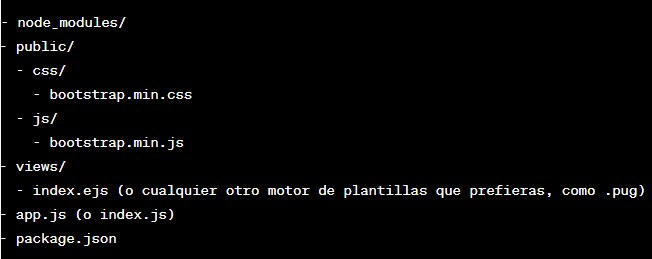 - node_modules/
- public/
- css/
- bootstrap.min.css
- js/
- bootstrap.min.js
- views/
- index.ejs (o cualquier otro motor de plantillas que prefieras, como .pug)
- app.js (o index.js)
- package.json